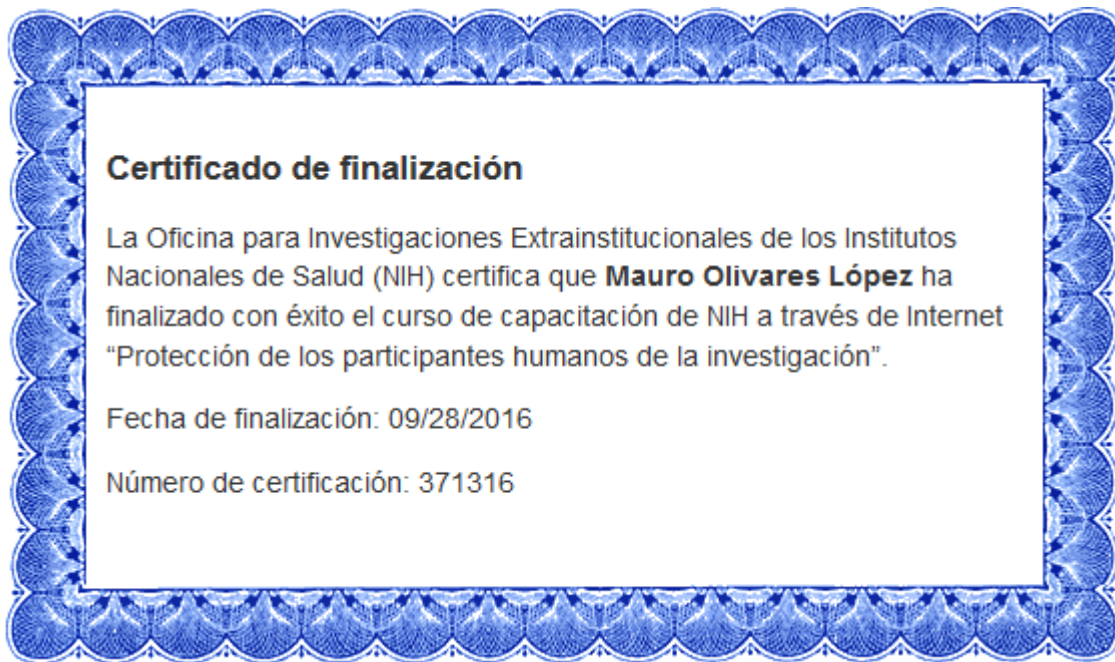 Certificado de finalización
La Oficina para Investigaciones Extrainstitucionales de los Institutos
Nacionales de Salud (NIH) certifica que Mauro Olivares López ha
finalizado con éxito el curso de capacitación de NIH a través de Internet
“Protección de los participantes humanos de la investigación”.
Fecha de finalización: 09/28/2016
Número de certificación: 371316